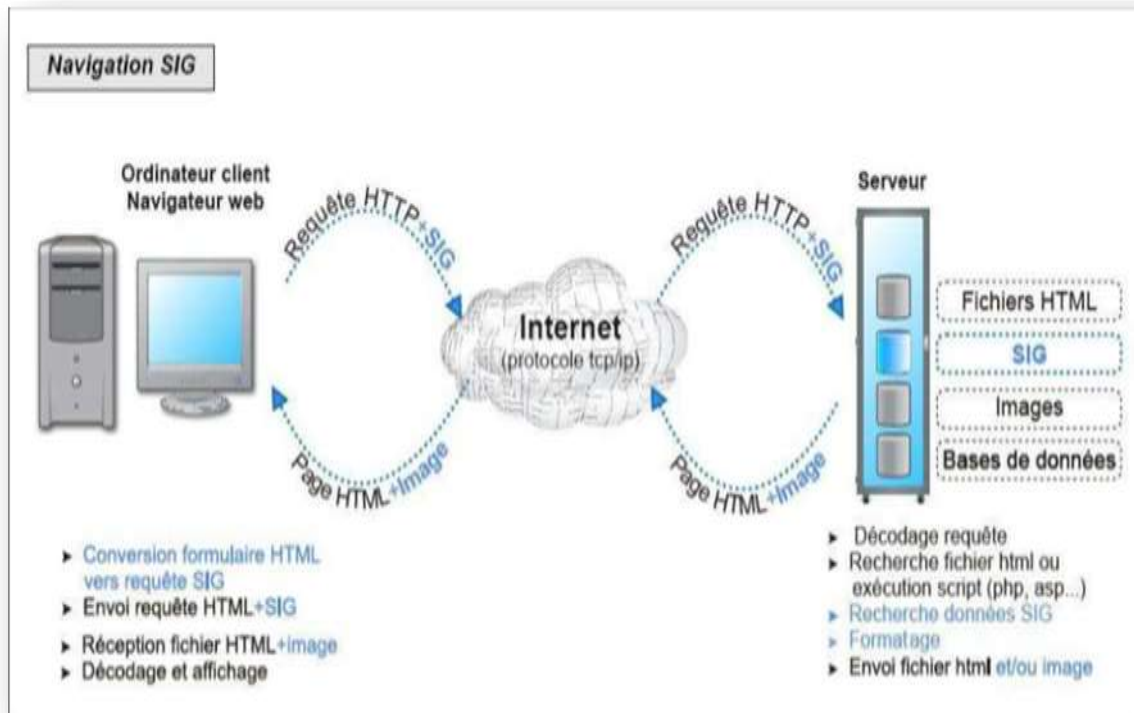 Navigation SIG
Ordinateur client
Navigateur web
Requête HTTP+SIG
Requête HTTP+SIG
Serveur
Internet
(protocole tcp/ip)
Fichiers HTML
SIG
Images
Bases de données
Page HTML+image
Page HTML+image
Conversion formulaire HTML
vers requête SIG
Envoi requête HTML+SIG
Réception fichier HTML+image
Décodage et affichage
Décodage requête
Recherche fichier html ou
exécution script (php, asp...)
Recherche données SIG
Formatage
Envoi fichier html et/ou image